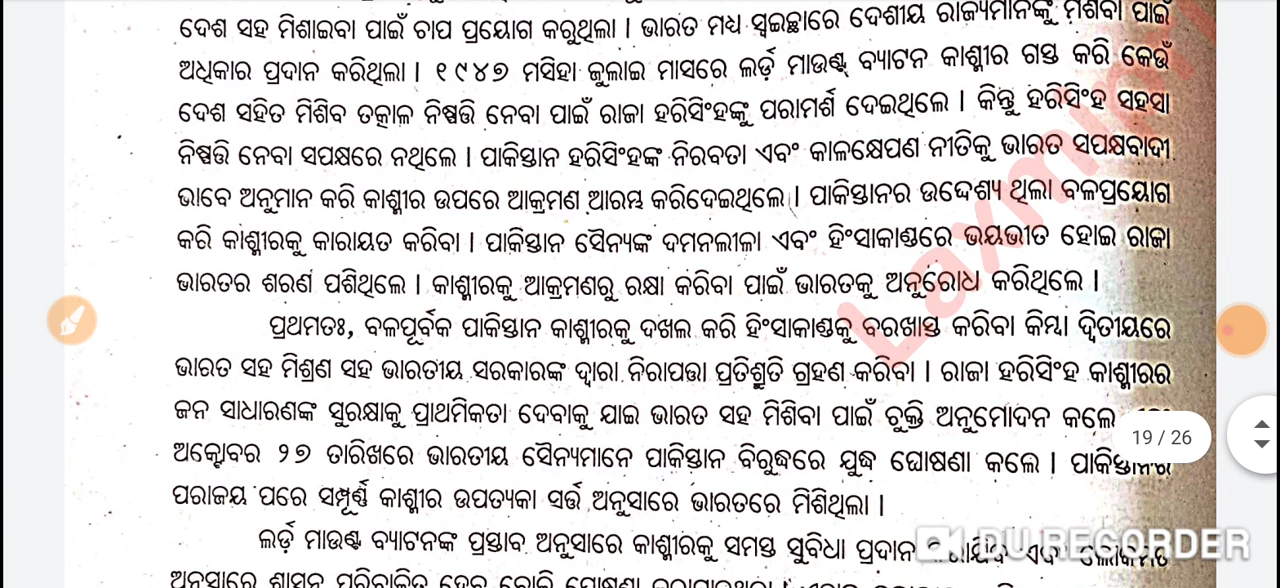 ଦେଶ ସହ ମିଶାଇବା ପାଇଁ ଚାପ ପ୍ରୟୋଗ କରୁଥିଲା । ଭାରତ ମଧ୍ୟ ସ୍ୱଇଚ୍ଛାରେ ଦେଶୀୟ ରାଜ୍ୟମାନଙ୍କୁ ମିଶିବା ପାଇଁ
ଅଧିକାର ପ୍ରଦାନ କରିଥିଲା । ୧୯୪୭ ମସିହା ଜୁଲାଇ ମାସରେ ଲର୍ଡ଼ ମାଉଣ୍ଟ୍ ବ୍ୟାଟନ କାଶ୍ମୀର ଗସ୍ତ କରି କେଉଁ
ଦେଶ ସହିତ ମିଶିବ ତତ୍କାଳ ନିଷ୍ପତ୍ତି ନେବା ପାଇଁ ରାଜା ହରିସିଂହଙ୍କୁ ପରାମର୍ଶ ଦେଇଥିଲେ । କିନ୍ତୁ ହରିସିଂହ ସହସା
ନିଷ୍ପତ୍ତି ନେବା ସପକ୍ଷରେ ନଥିଲେ । ପାକିସ୍ତାନ ହରିସିଂହଙ୍କ ନିରବତା ଏବଂ କାଳକ୍ଷେପଣ ନୀତିକୁ ଭାରତ ସପକ୍ଷବାଦୀ
ଭାବେ ଅନୁମାନ କରି କାଶ୍ମୀର ଉପରେ ଆକ୍ରମଣ ଆରମ୍ଭ କରିଦେଇଥିଲେ । ପାକିସ୍ତାନର ଉଦ୍ଦେଶ୍ୟ ଥିଲା ବଳପ୍ରୟୋଗ
କରି କାଶ୍ମୀରକୁ କାରାୟତ କରିବା । ପାକିସ୍ତାନ ସୈନ୍ୟଙ୍କ ଦମନଲୀଳା ଏବଂ ହିଂସାକାଣ୍ଡରେ ଭୟଭୀତ ହୋଇ ରାଜା
ଭାରତର ଶରଣ ପଶିଥିଲେ । କାଶ୍ମୀରକୁ ଆକ୍ରମଣରୁ ରକ୍ଷା କରିବା ପାଇଁ ଭାରତକୁ ଅନୁରୋଧ କରିଥିଲେ ।
ପ୍ରଥମତଃ, ବଳପୂର୍ବକ ପାକିସ୍ତାନ କାଶ୍ମୀରକୁ ଦଖଲ କରି ହିଂସାକାଣ୍ଡକୁ ବରଖାସ୍ତ କରିବା କିମ୍ବା ଦ୍ୱିତୀୟରେ
ଭାରତ ସହ ମିଶ୍ରଣ ସହ ଭାରତୀୟ ସରକାରଙ୍କ ଦ୍ୱାରା ନିରାପତ୍ତା ପ୍ରତିଶ୍ରୁତି ଗ୍ରହଣ କରିବା । ରାଜା ହରିସିଂହ କାଶ୍ମୀରର
ଜନ ସାଧାରଣଙ୍କ ସୁରକ୍ଷାକୁ ପ୍ରାଥମିକତା ଦେବାକୁ ଯାଇ ଭାରତ ସହ ମିଶିବା ପାଇଁ ଚୁକ୍ତି ଅନୁମୋଦନ କଲେ
19 / 26
ଅକ୍ଟୋବର ୨୭ ତାରିଖରେ ଭାରତୀୟ ସୈନ୍ୟମାନେ ପାକିସ୍ତାନ ବିରୁଦ୍ଧରେ ଯୁଦ୍ଧ ଘୋଷଣା କଲେ । ପାକିସ୍ତାନର
ପରାଜୟ ପରେ ସମ୍ପୂର୍ଣ୍ଣ କାଶ୍ମୀର ଉପତ୍ୟକା ସର୍ତ୍ତ ଅନୁସାରେ ଭାରତରେ ମିଶିଥିଲା ।
ଲର୍ଡ଼ ମାଉଣ୍ଟ ବ୍ୟାଟନଙ୍କ ପ୍ରସ୍ତାବ ଅନୁସାରେ କାଶ୍ମୀରକୁ ସମସ୍ତ ସୁବିଧା ପ୍ରଦାନ
DU RECORDER